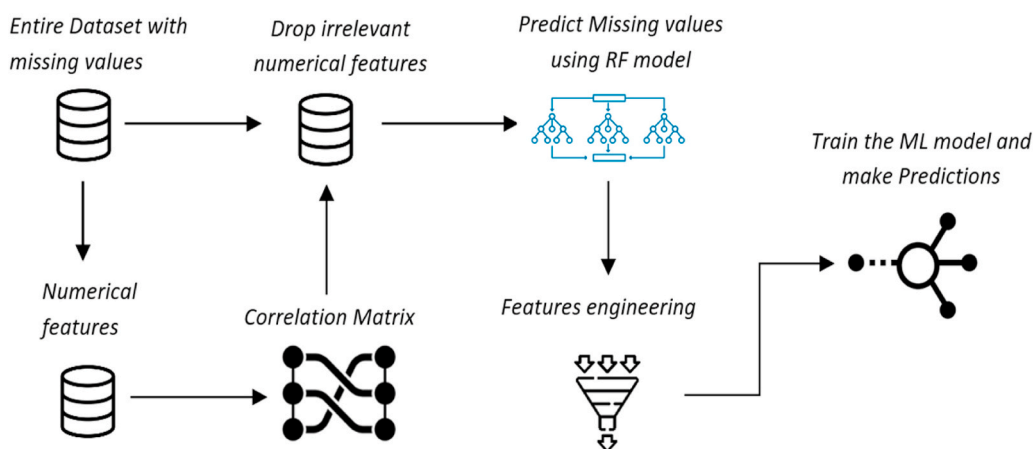 Entire Dataset with
missing values
Drop irrelevant
numerical features
Predict Missing values
using RF model
Train the ML model and
make Predictions
Numerical
features
Correlation Matrix
Features engineering